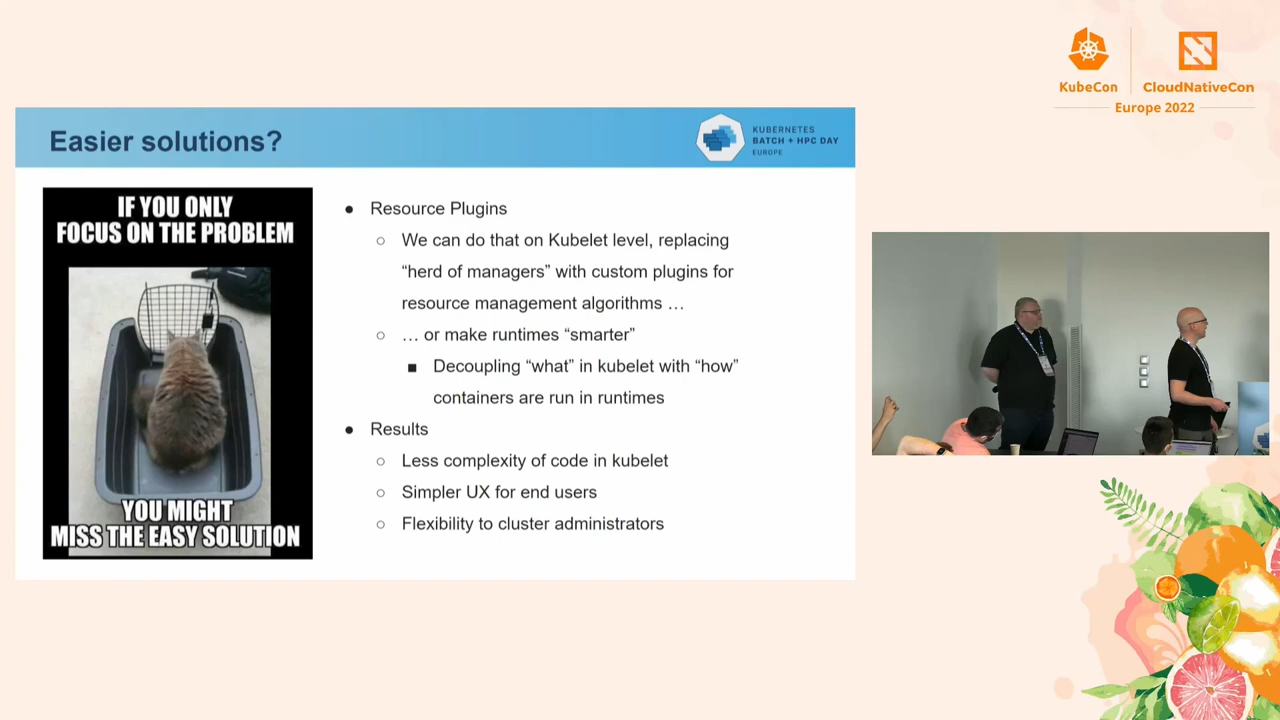 KubeCon
CloudNativeCon
Europe 2022
Easier solutions?
KUBERNETES
BATCH + HPC DAY
EUROPE
IF YOU ONLY
FOCUS ON THE PROBLEM
YOU MIGHT
MISS THE EASY SOLUTION
● Resource Plugins
○ We can do that on Kubelet level, replacing
“herd of managers” with custom plugins for
resource management algorithms …
○ … or make runtimes “smarter”
■ Decoupling “what” in kubelet with “how”
containers are run in runtimes
● Results
○ Less complexity of code in kubelet
○ Simpler UX for end users
○ Flexibility to cluster administrators